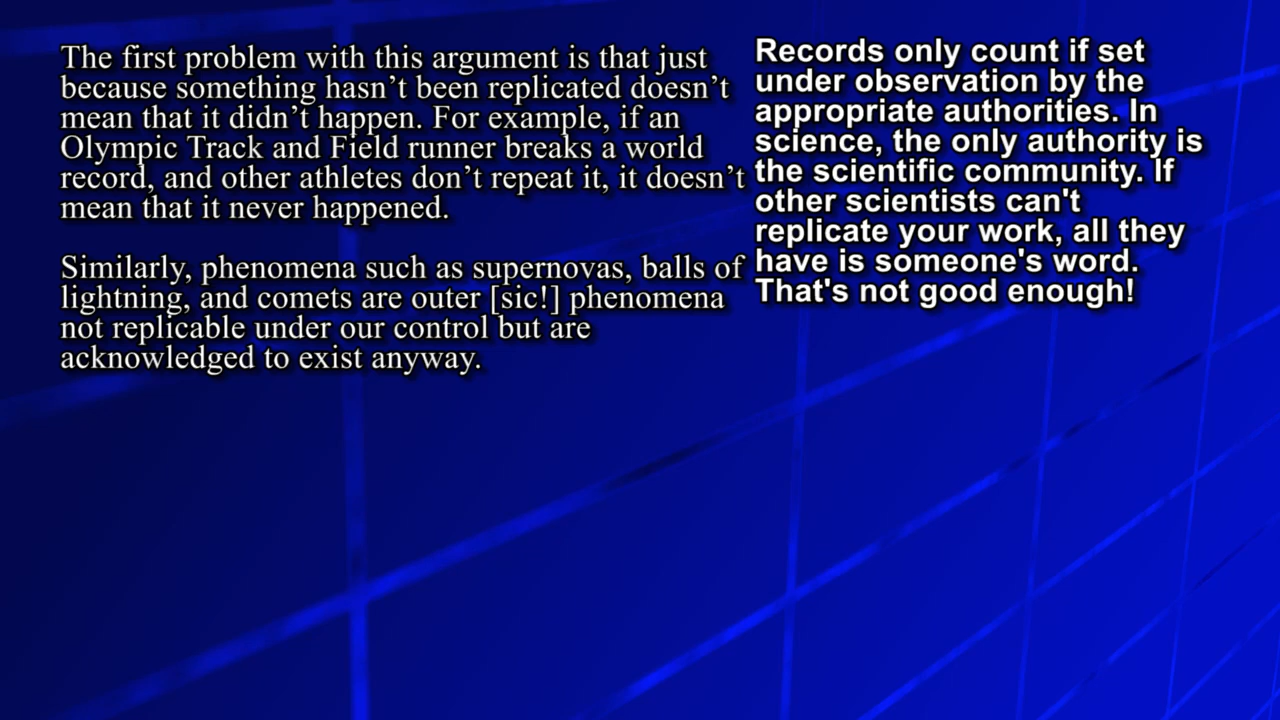 The first problem with this argument is that just
because something hasn’t been replicated doesn’t
mean that it didn’t happen. For example, if an
Olympic Track and Field runner breaks a world
record, and other athletes don’t repeat it, it doesn’t
mean that it never happened.
Similarly, phenomena such as supernovas, balls of
lightning, and comets are outer [sic!] phenomena
not replicable under our control but are
acknowledged to exist anyway.
Records only count if set
under observation by the
appropriate authorities. In
science, the only authority is
the scientific community. If
other scientists can't
replicate your work, all they
have is someone's word.
That's not good enough!